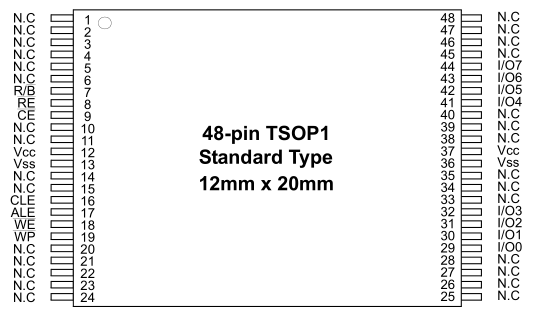 N.C 1 48 N.C
N.C 2 47 N.C
N.C 3 46 N.C
N.C 4 45 N.C
N.C 5 44 I/O7
N.C 6 43 I/O6
R/B 7 42 I/O5
RE 8 41 I/O4
CE 9 40 N.C
N.C 10 39 N.C
N.C 11 38 N.C
Vcc 12 37 Vcc
Vss 13 36 Vss
N.C 14 35 N.C
N.C 15 34 N.C
CLE 16 33 N.C
ALE 17 32 I/O3
WE 18 31 I/O2
WP 19 30 I/O1
N.C 20 29 I/O0
N.C 21 28 N.C
N.C 22 27 N.C
N.C 23 26 N.C
N.C 24 25 N.C
48-pin TSOP1
Standard Type
12mm x 20mm